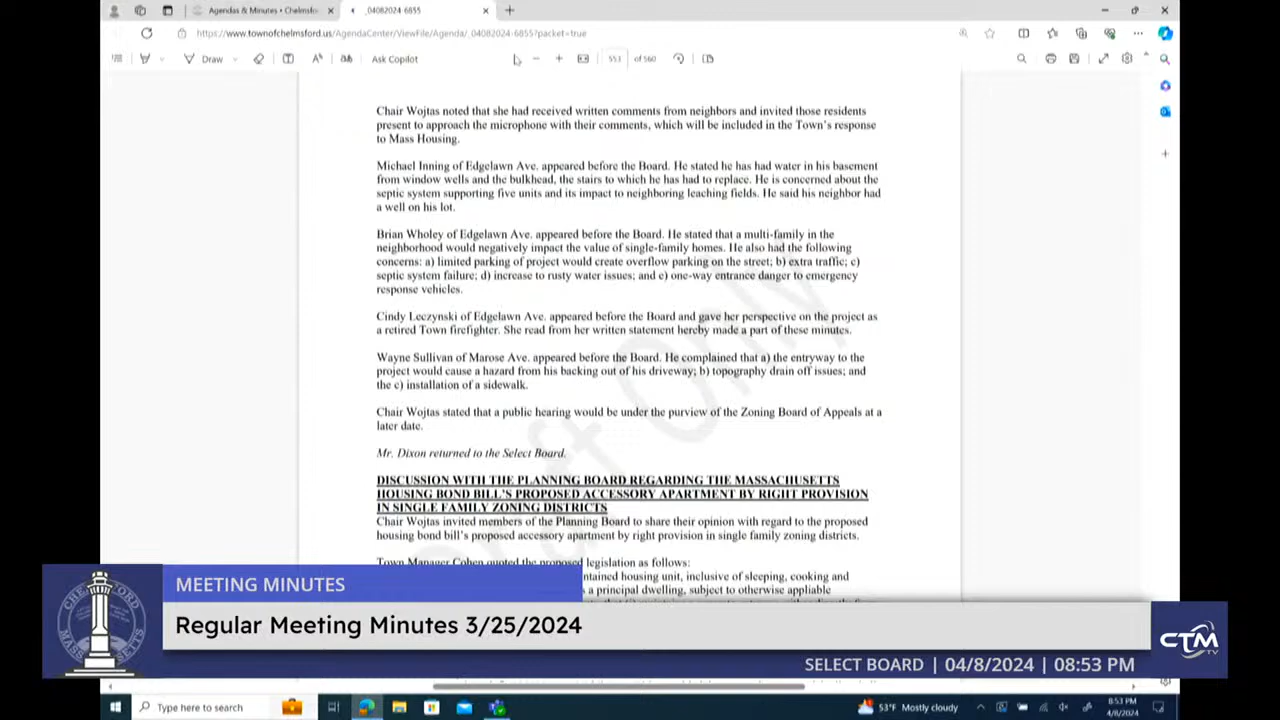 Agendas & Minutes • Chelmsfo
_04082024-6855
https://www.townofchelmsford.us/AgendaCenter/ViewFile/Agenda/_04082024-6855?packet=true
Draw
Ask Copilot
553 of 560
Chair Wojtas noted that she had received written comments from neighbors and invited those residents
present to approach the microphone with their comments, which will be included in the Town's response
to Mass Housing.
Michael Inning of Edgelawn Ave. appeared before the Board. He stated he has had water in his basement
from window wells and the bulkhead, the stairs to which he has had to replace. He is concerned about the
septic system supporting five units and its impact to neighboring leaching fields. He said his neighbor had
a well on his lot.
Brian Wholey of Edgelawn Ave. appeared before the Board. He stated that a multi-family in the
neighborhood would negatively impact the value of single-family homes. He also had the following
concerns: a) limited parking of project would create overflow parking on the street; b) extra traffic; c)
septic system failure; d) increase to rusty water issues; and e) one-way entrance danger to emergency
response vehicles.
Cindy Leczynski of Edgelawn Ave. appeared before the Board and gave her perspective on the project as
a retired Town firefighter. She read from her written statement hereby made a part of these minutes.
Wayne Sullivan of Marose Ave. appeared before the Board. He complained that a) the entryway to the
project would cause a hazard from his backing out of his driveway; b) topography drain off issues; and
the c) installation of a sidewalk.
Chair Wojtas stated that a public hearing would be under the purview of the Zoning Board of Appeals at a
later date.
Mr. Dixon returned to the Select Board.
DISCUSSION WITH THE PLANNING BOARD REGARDING THE MASSACHUSETTS
HOUSING BOND BILL'S PROPOSED ACCESSORY APARTMENT BY RIGHT PROVISION
IN SINGLE FAMILY ZONING DISTRICTS
Chair Wojtas invited members of the Planning Board to share their opinion with regard to the proposed
housing bond bill's proposed accessory apartment by right provision in single family zoning districts.
Town Manager Cohen quoted the proposed legislation as follows:
ntained housing unit, inclusive of sleeping, cooking and
a principal dwelling, subject to otherwise appliable
Draft Only
MEETING MINUTES
Regular Meeting Minutes 3/25/2024
CHELMSFORD
MASSACHUSETTS
CTM
TV
SELECT BOARD | 04/8/2024 | 08:53 PM
Type here to search
53°F Mostly cloudy
8:53 PM
4/8/2024